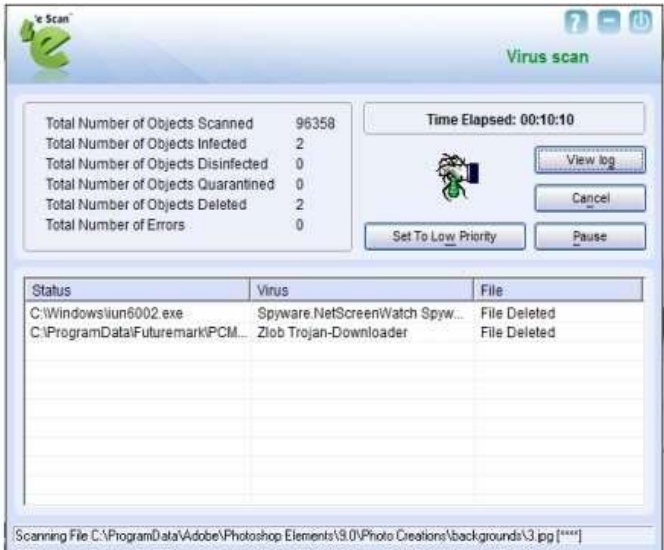 'e Scan
Virus scan
Total Number of Objects Scanned 96358
Total Number of Objects Infected 2
Total Number of Objects Disinfected 0
Total Number of Objects Quarantined 0
Total Number of Objects Deleted 2
Total Number of Errors 0
Time Elapsed: 00:10:10
View log
Cancel
Set To Low Priority
Pause
Status Virus File
C:\Windows\iun6002.exe Spyware.NetScreenWatch Spyw... File Deleted
C:\ProgramData\Futuremark\PCM... Zlob Trojan-Downloader File Deleted
Scanning File C:\ProgramData\Adobe\Photoshop Elements\9.0\Photo Creations\backgrounds\3.jpg [****]